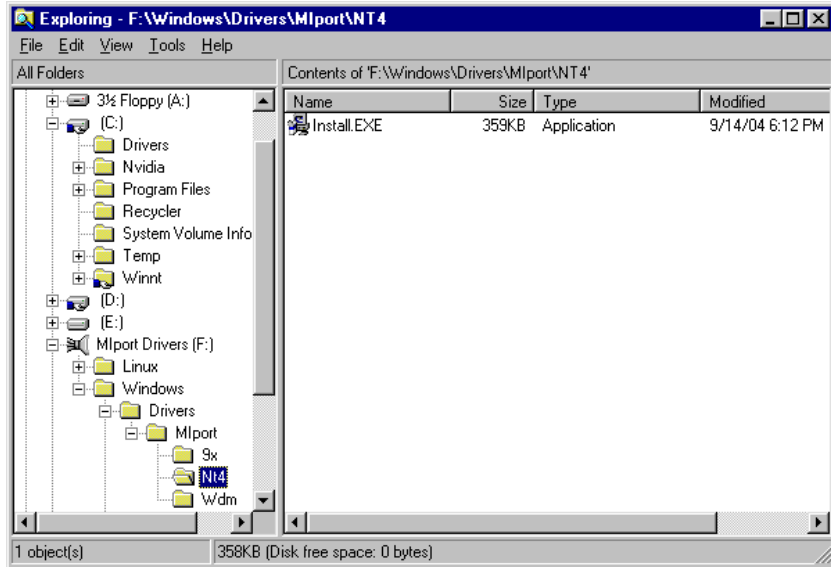 Exploring - F:\Windows\Drivers\MIport\NT4
File Edit View Tools Help
All Folders
Contents of 'F:\Windows\Drivers\MIport\NT4'
Name Size Type Modified
Install.EXE 359KB Application 9/14/04 6:12 PM
3½ Floppy (A:)
(C:)
Drivers
Nvidia
Program Files
Recycler
System Volume Info
Temp
Winnt
(D:)
(E:)
MIport Drivers (F:)
Linux
Windows
Drivers
MIport
9x
Nt4
Wdm
1 object(s)
358KB (Disk free space: 0 bytes)